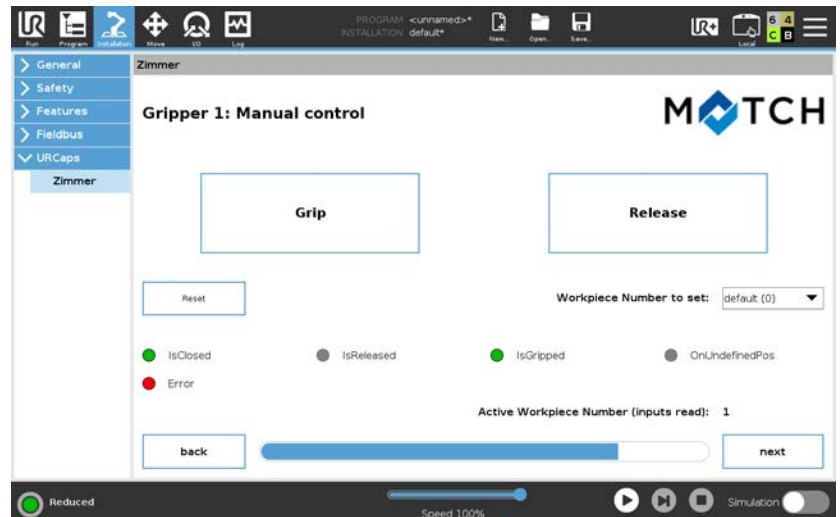 UR
PROGRAM <unnamed>*
INSTALLATION default*
UR+
6 4
C B
Run Program Installation Move I/O Log
New... Open... Save...
Local
General
Zimmer
Safety
Features
Gripper 1: Manual control
MATCH
Fieldbus
URCaps
Zimmer
Grip
Release
Reset
Workpiece Number to set: default (0)
IsClosed
IsReleased
IsGripped
OnUndefinedPos.
Error
Active Workpiece Number (inputs read): 1
back
next
Reduced
Speed 100%
Simulation